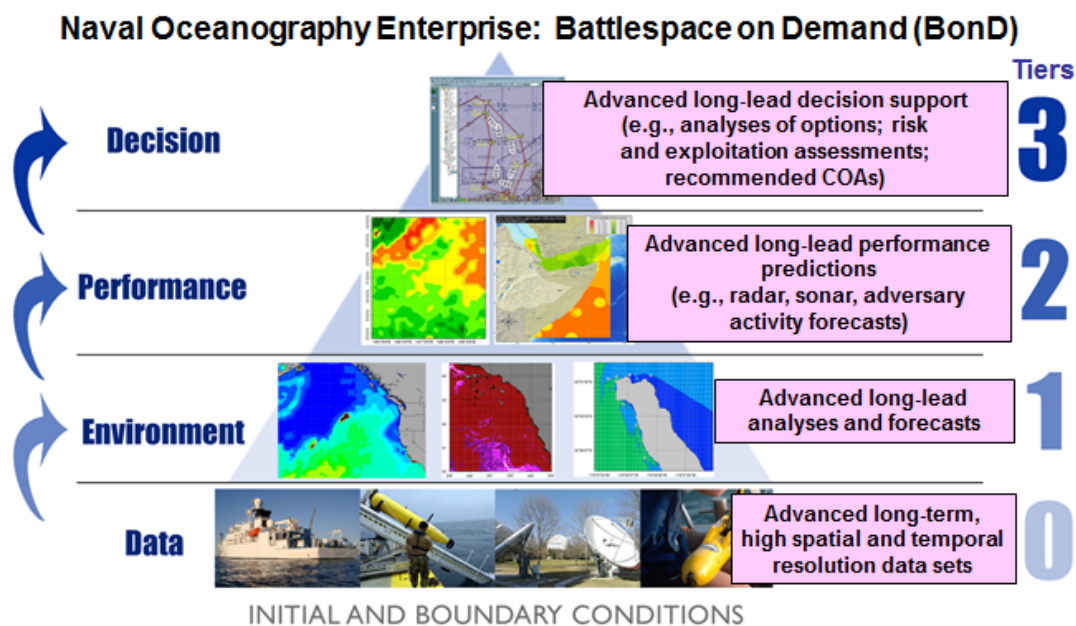 Naval Oceanography Enterprise: Battlespace on Demand (BonD)
Tiers
Decision
Advanced long-lead decision support
(e.g., analyses of options; risk
and exploitation assessments;
recommended COAs)
3
Performance
Advanced long-lead performance
predictions
(e.g., radar, sonar, adversary
activity forecasts)
2
Environment
Advanced long-lead
analyses and forecasts
1
Data
Advanced long-term,
high spatial and temporal
resolution data sets
0
INITIAL AND BOUNDARY CONDITIONS